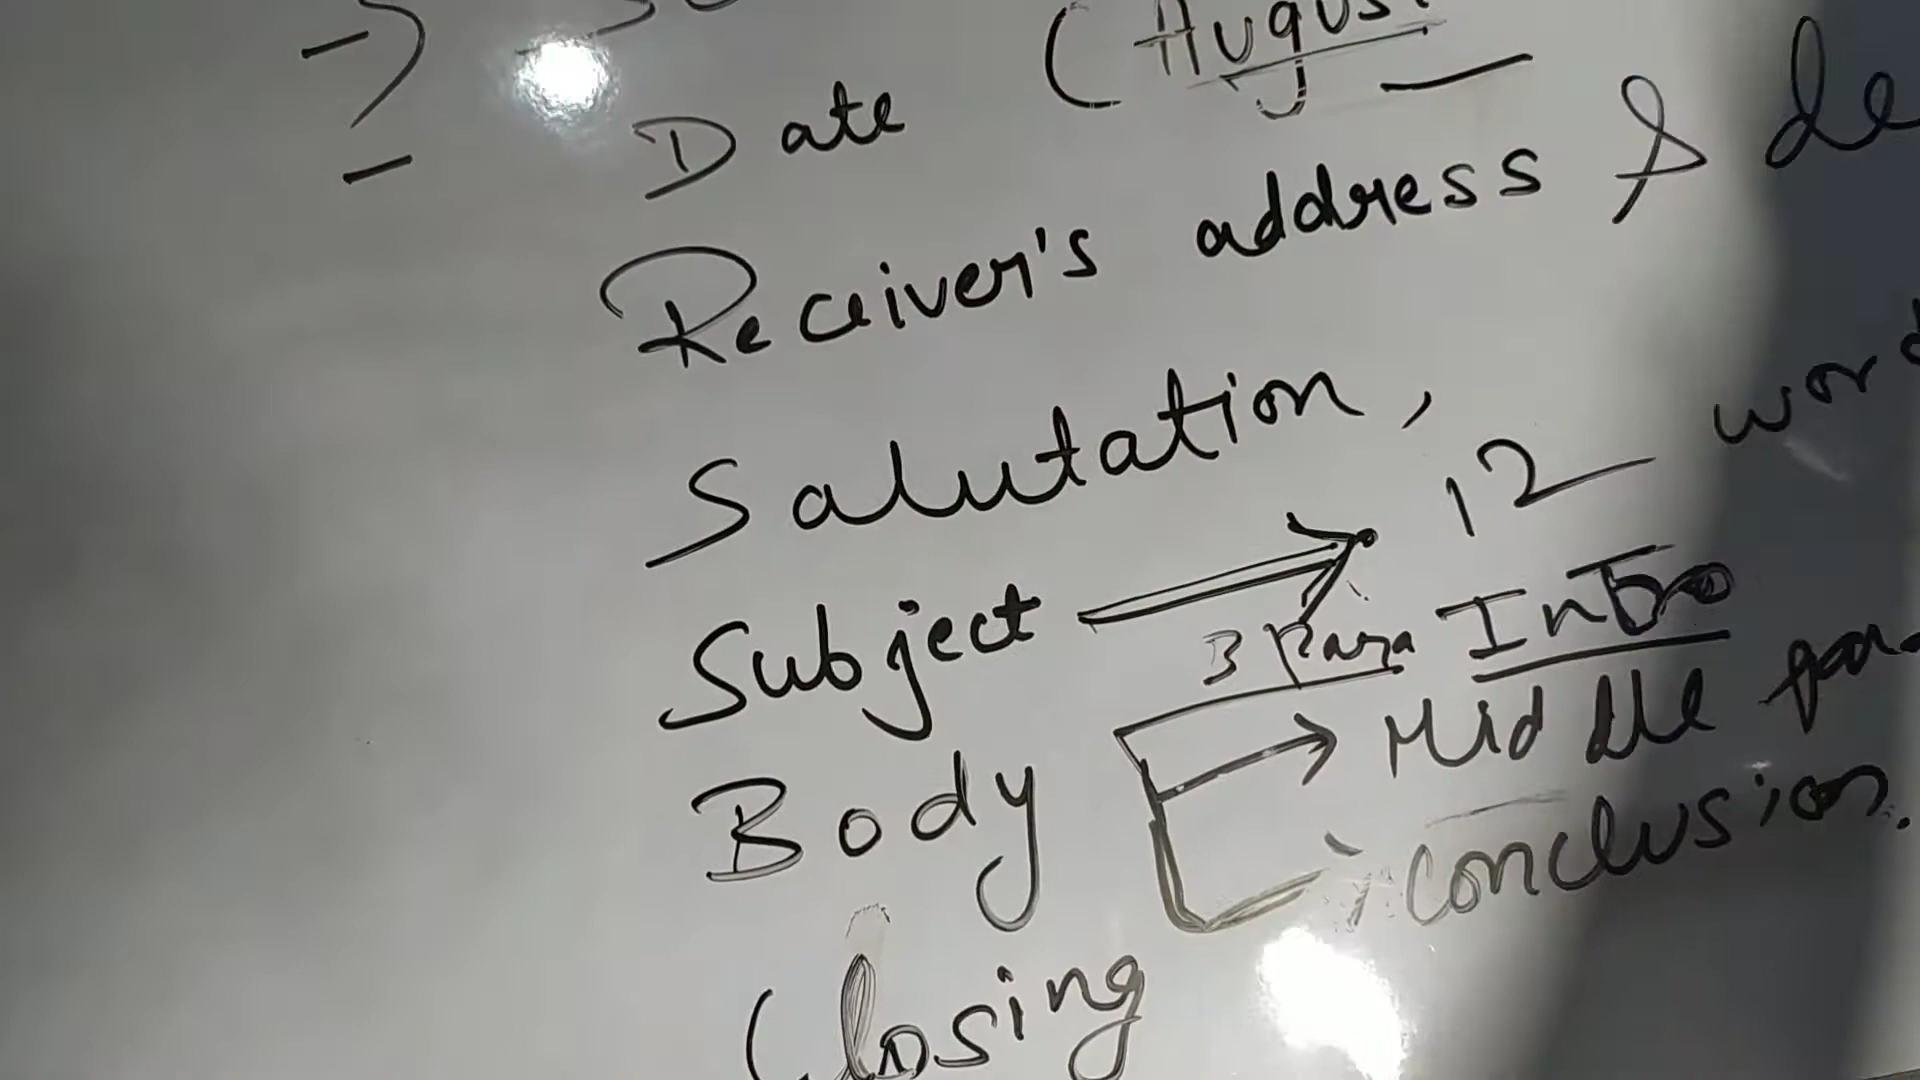 Date (August
Receiver's address &
Salutation,
Subject 12
3 Para Intro
Middle
Body
conclusion.
Closing